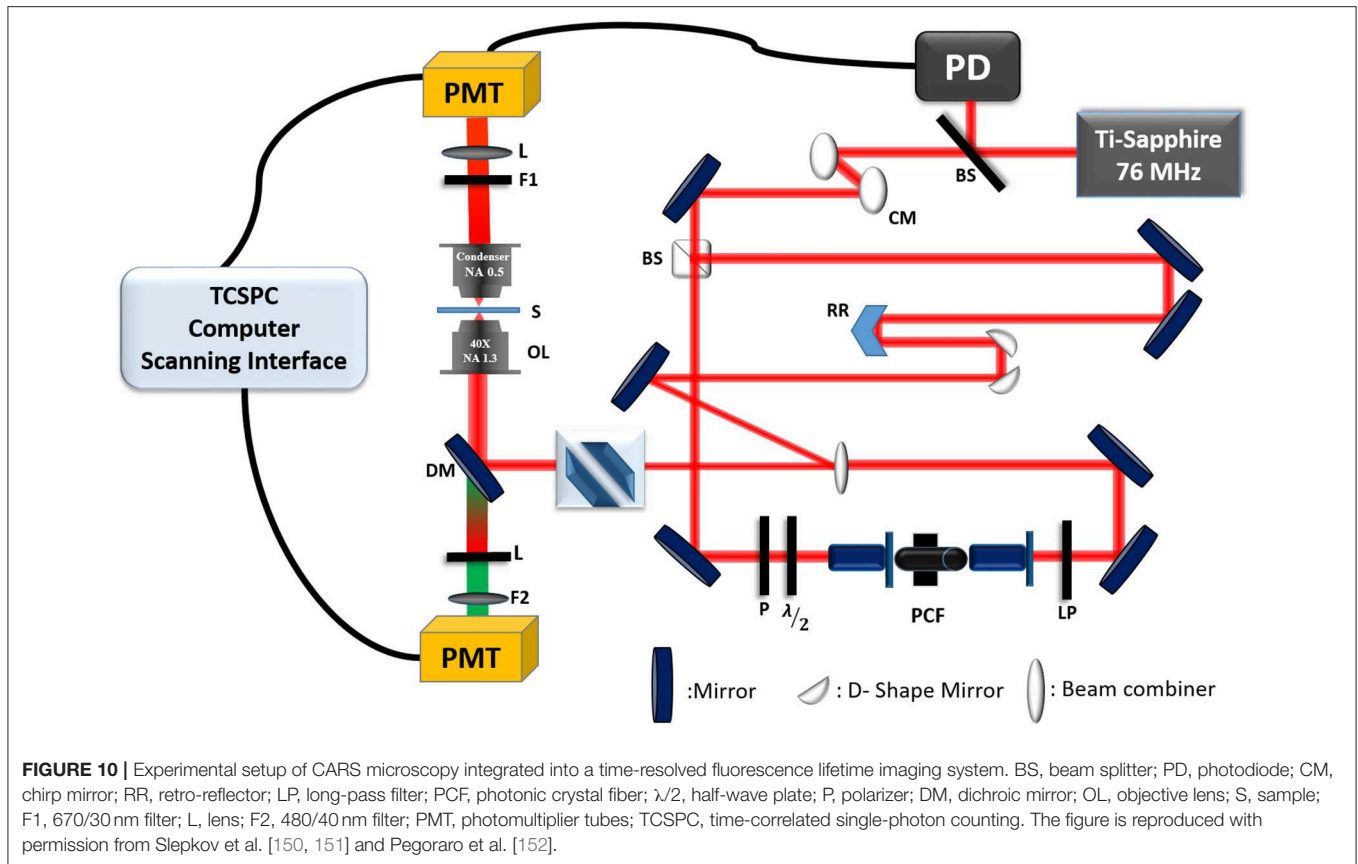 PMT
PD
Ti-Sapphire
76 MHz
BS
L
F1
CM
Condenser
NA 0.5
BS
S
RR
TCSPC
Computer
Scanning Interface
40X
NA 1.3
OL
DM
L
F2
P
λ/2
PCF
LP
PMT
:Mirror
: D- Shape Mirror
: Beam combiner
FIGURE 10 | Experimental setup of CARS microscopy integrated into a time-resolved fluorescence lifetime imaging system. BS, beam splitter; PD, photodiode; CM,
chirp mirror; RR, retro-reflector; LP, long-pass filter; PCF, photonic crystal fiber; λ/2, half-wave plate; P, polarizer; DM, dichroic mirror; OL, objective lens; S, sample;
F1, 670/30 nm filter; L, lens; F2, 480/40 nm filter; PMT, photomultiplier tubes; TCSPC, time-correlated single-photon counting. The figure is reproduced with
permission from Slepkov et al. [150, 151] and Pegoraro et al. [152].